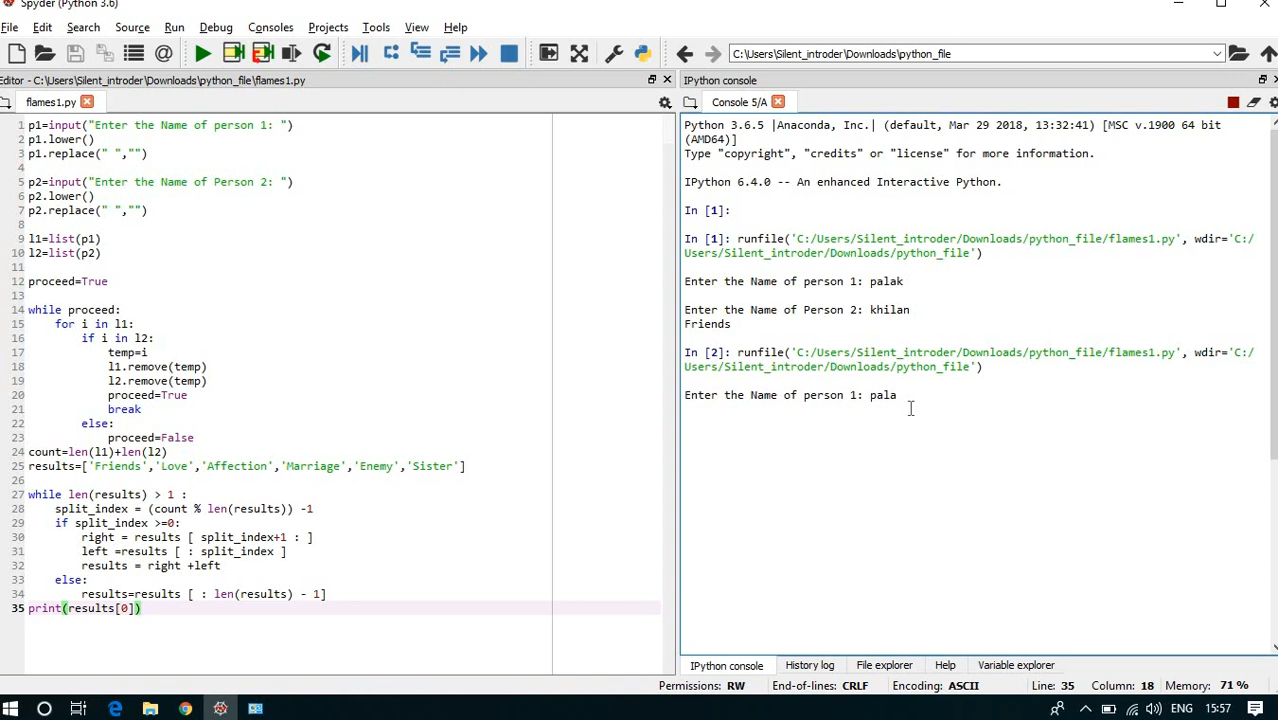 Spyder (Python 3.6)
File Edit Search Source Run Debug Consoles Projects Tools View Help
C:\Users\Silent_introder\Downloads\python_file
Editor - C:\Users\Silent_introder\Downloads\python_file\flames1.py
flames1.py
1 p1=input("Enter the Name of person 1: ")
2 p1.lower()
3 p1.replace(" ","")
4
5 p2=input("Enter the Name of Person 2: ")
6 p2.lower()
7 p2.replace(" ","")
8
9 l1=list(p1)
10 l2=list(p2)
11
12 proceed=True
13
14 while proceed:
15     for i in l1:
16         if i in l2:
17             temp=i
18             l1.remove(temp)
19             l2.remove(temp)
20             proceed=True
21             break
22         else:
23             proceed=False
24 count=len(l1)+len(l2)
25 results=['Friends','Love','Affection','Marriage','Enemy','Sister']
26
27 while len(results) > 1 :
28     split_index = (count % len(results)) -1
29     if split_index >=0:
30         right = results [ split_index+1 : ]
31         left =results [ : split_index ]
32         results = right +left
33     else:
34         results=results [ : len(results) - 1]
35 print(results[0])
IPython console
Console 5/A
Python 3.6.5 |Anaconda, Inc.| (default, Mar 29 2018, 13:32:41) [MSC v.1900 64 bit
(AMD64)]
Type "copyright", "credits" or "license" for more information.
IPython 6.4.0 -- An enhanced Interactive Python.
In [1]:
In [1]: runfile('C:/Users/Silent_introder/Downloads/python_file/flames1.py', wdir='C:/
Users/Silent_introder/Downloads/python_file')
Enter the Name of person 1: palak
Enter the Name of Person 2: khilan
Friends
In [2]: runfile('C:/Users/Silent_introder/Downloads/python_file/flames1.py', wdir='C:/
Users/Silent_introder/Downloads/python_file')
Enter the Name of person 1: pala
IPython console History log File explorer Help Variable explorer
Permissions: RW End-of-lines: CRLF Encoding: ASCII Line: 35 Column: 18 Memory: 71 %
ENG 15:57